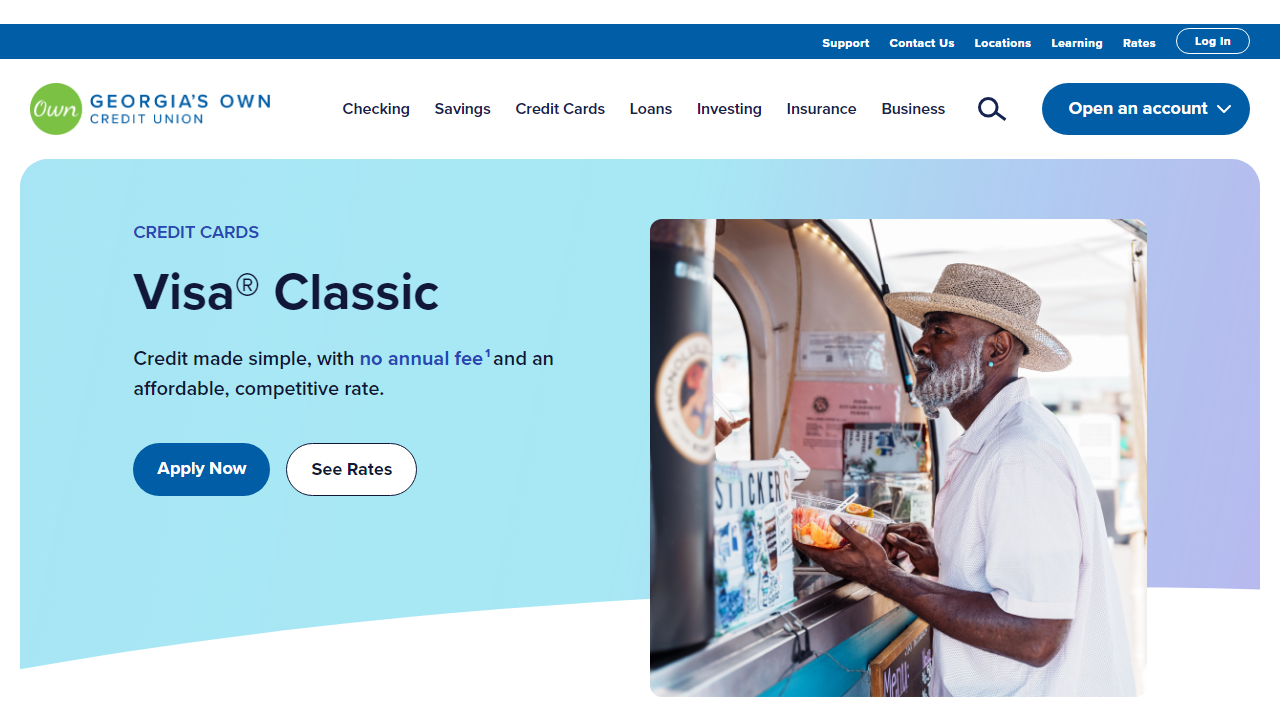 Support Contact Us Locations Learning Rates Log In
Own GEORGIA'S OWN
CREDIT UNION
Checking Savings Credit Cards Loans Investing Insurance Business Open an account
CREDIT CARDS
Visa® Classic
Credit made simple, with no annual fee¹ and an
affordable, competitive rate.
Apply Now See Rates
HONOLULU
STICKERS
Menu: